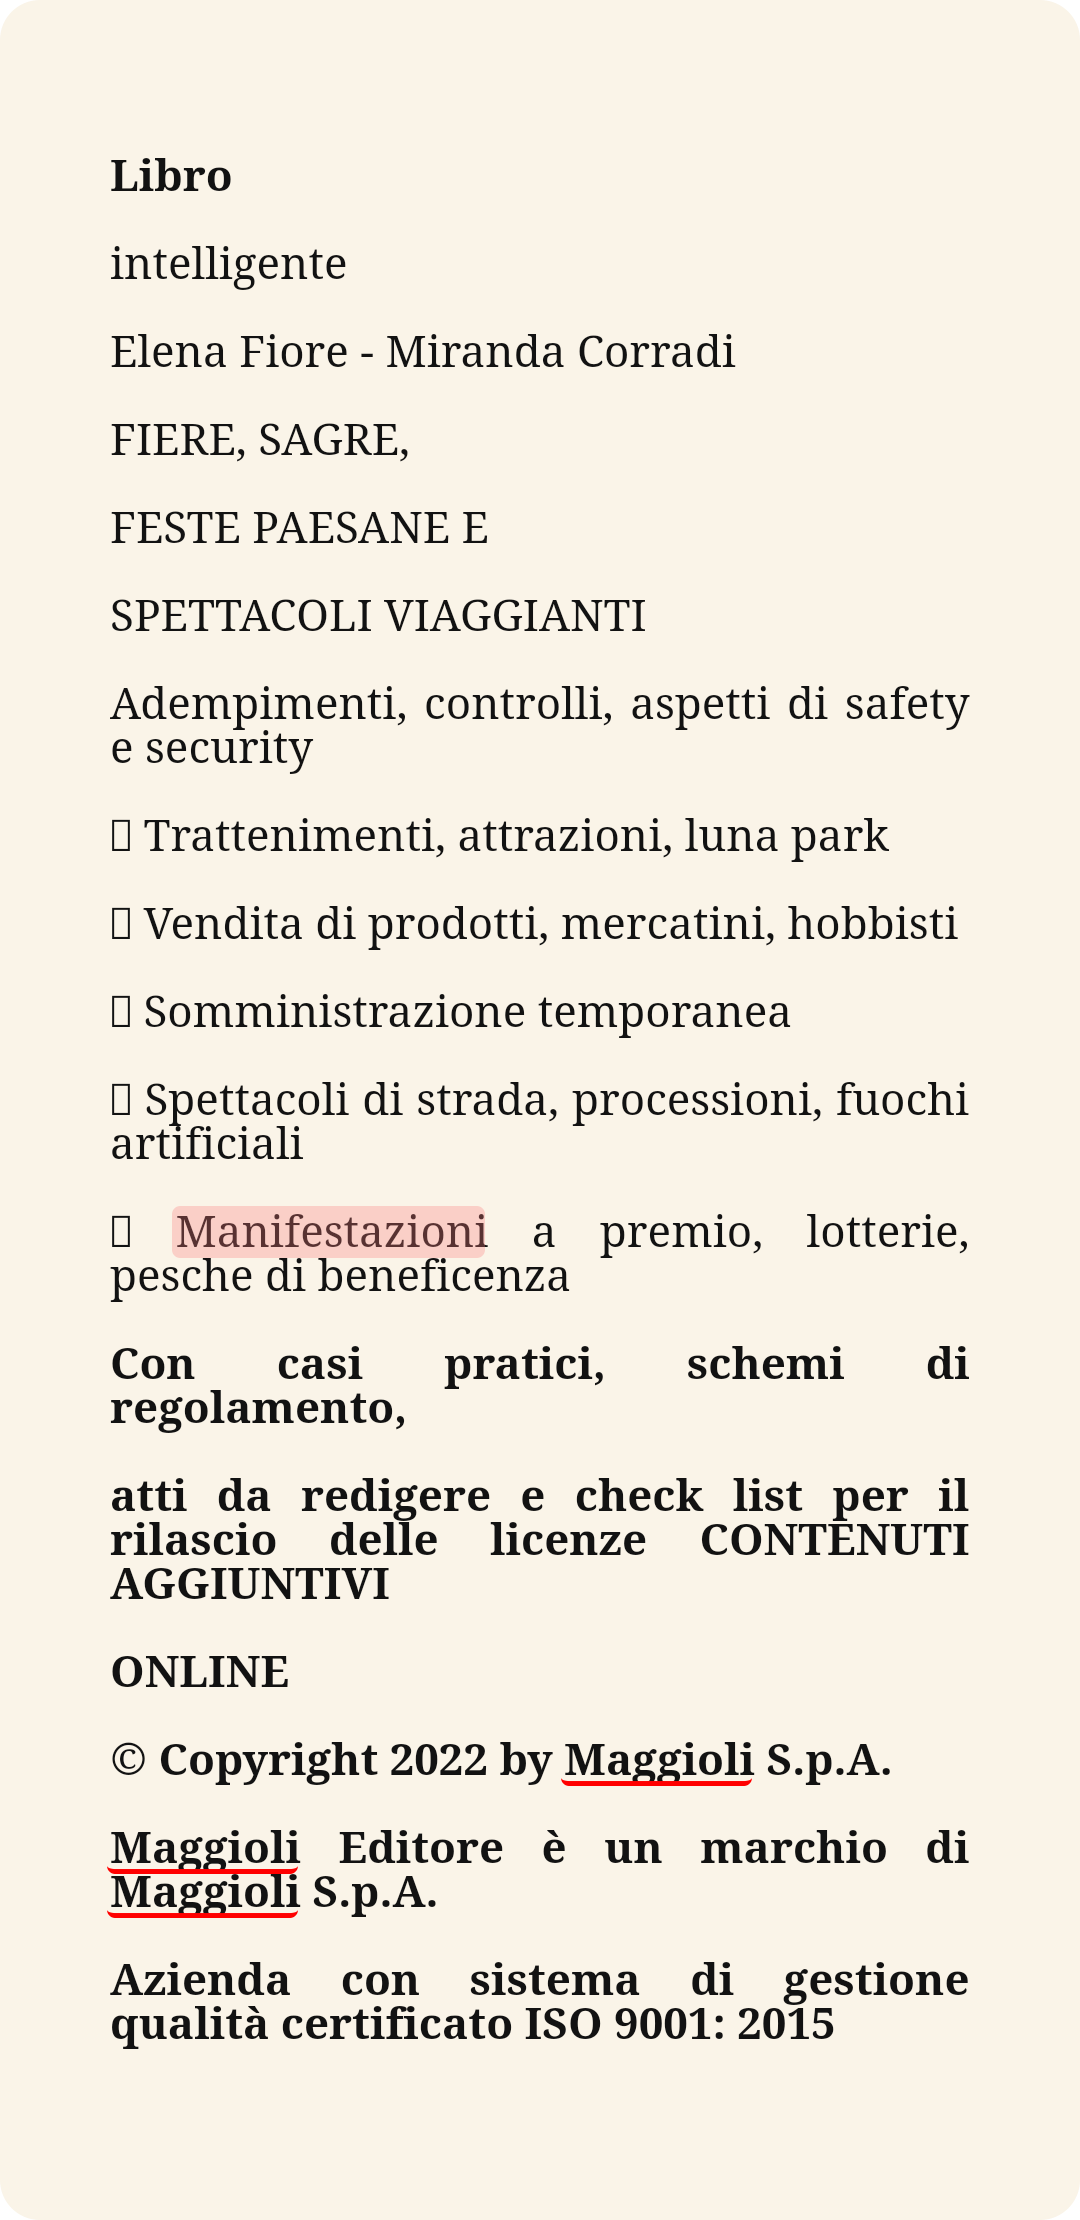 Libro
intelligente
Elena Fiore - Miranda Corradi
FIERE, SAGRE,
FESTE PAESANE E
SPETTACOLI VIAGGIANTI
Adempimenti, controlli, aspetti di safety
e security
▯ Trattenimenti, attrazioni, luna park
▯ Vendita di prodotti, mercatini, hobbisti
▯ Somministrazione temporanea
▯ Spettacoli di strada, processioni, fuochi
artificiali
▯ Manifestazioni a premio, lotterie,
pesche di beneficenza
Con casi pratici, schemi di
regolamento,
atti da redigere e check list per il
rilascio delle licenze CONTENUTI
AGGIUNTIVI
ONLINE
© Copyright 2022 by Maggioli S.p.A.
Maggioli Editore è un marchio di
Maggioli S.p.A.
Azienda con sistema di gestione
qualità certificato ISO 9001: 2015